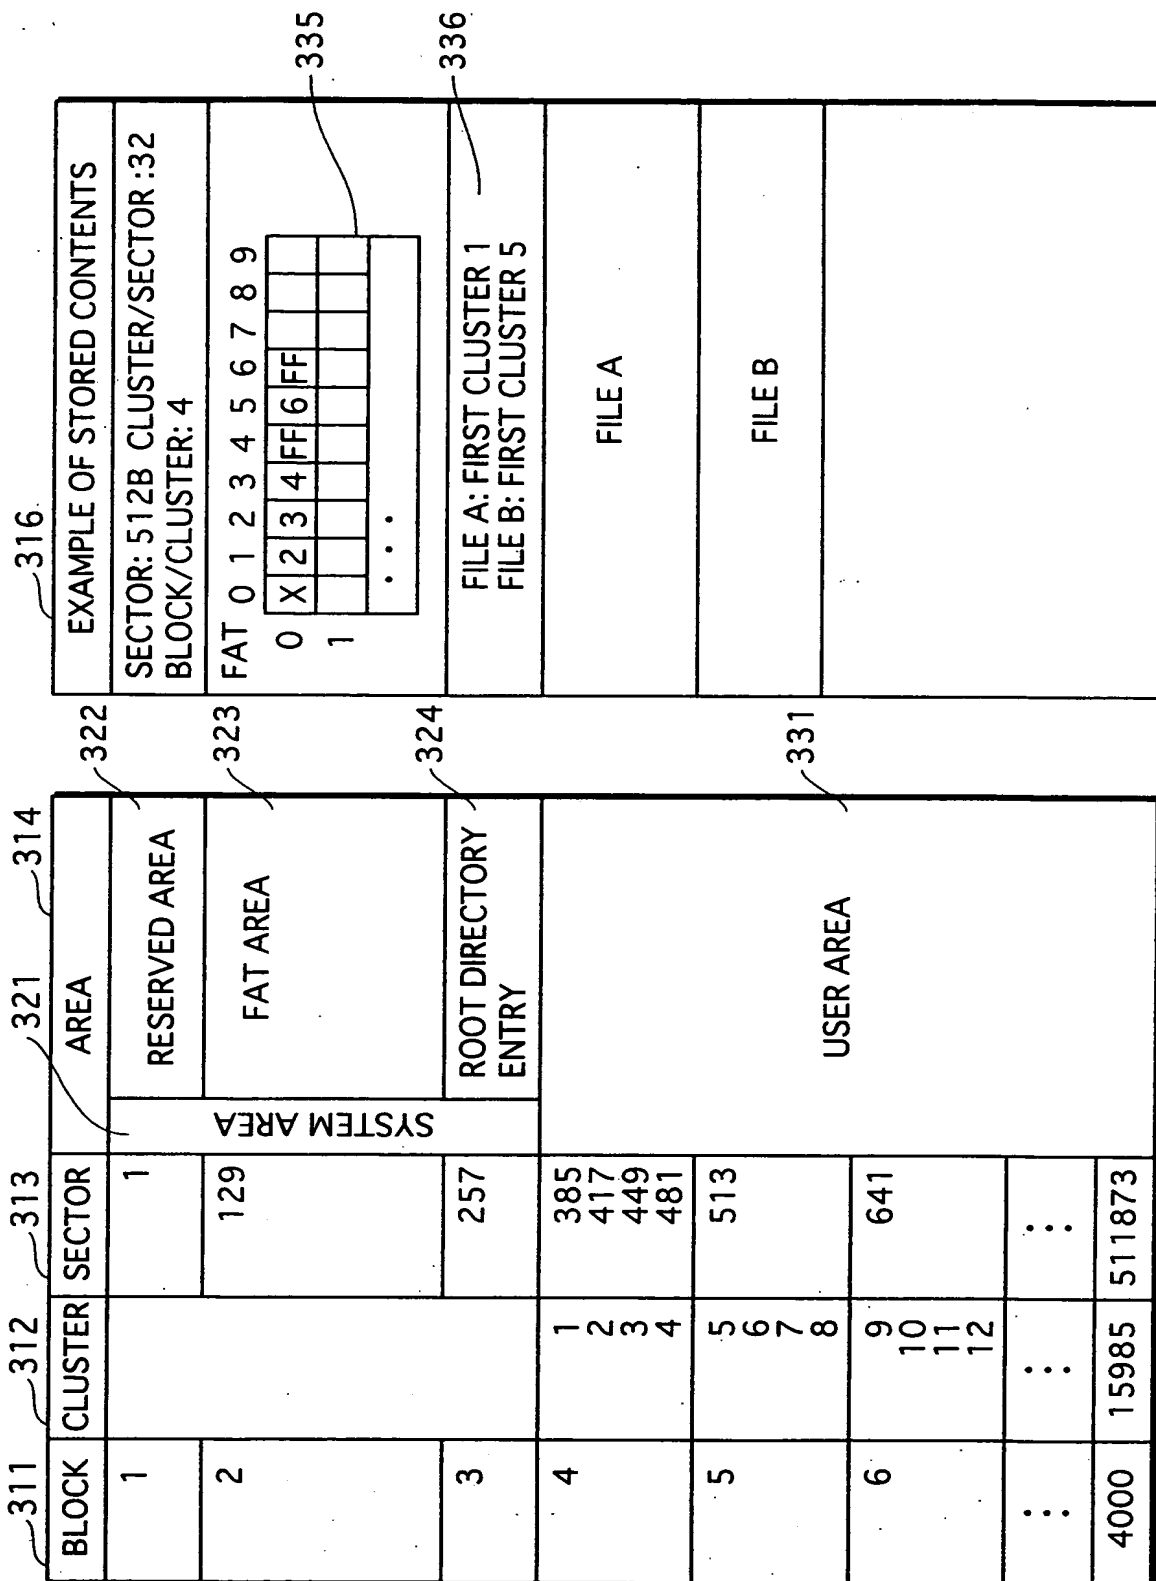 311
312
313
321
314
BLOCK
CLUSTER
SECTOR
AREA
1
1
SYSTEM AREA
RESERVED AREA
322
2
129
FAT AREA
323
3
257
ROOT DIRECTORY
ENTRY
324
4
1
2
3
4
385
417
449
481
USER AREA
331
5
5
6
7
8
513
6
9
10
11
12
641
...
...
...
4000
15985
511873
316
EXAMPLE OF STORED CONTENTS
SECTOR: 512B CLUSTER/SECTOR :32
BLOCK/CLUSTER: 4
FAT 0 1 2 3 4 5 6 7 8 9
0 X 2 3 4 FF 6 FF
1
...
335
FILE A: FIRST CLUSTER 1
FILE B: FIRST CLUSTER 5
336
FILE A
FILE B